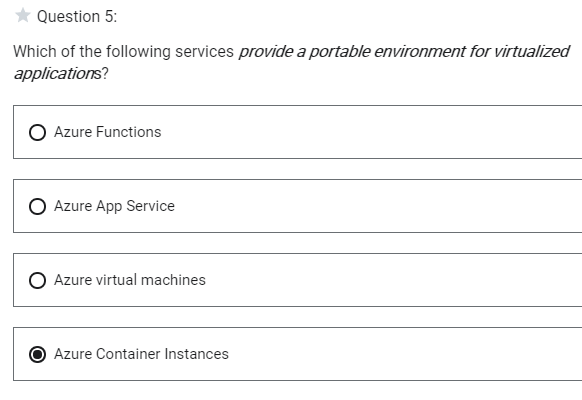 Question 5:
Which of the following services provide a portable environment for virtualized
applications?
Azure Functions
Azure App Service
Azure virtual machines
Azure Container Instances